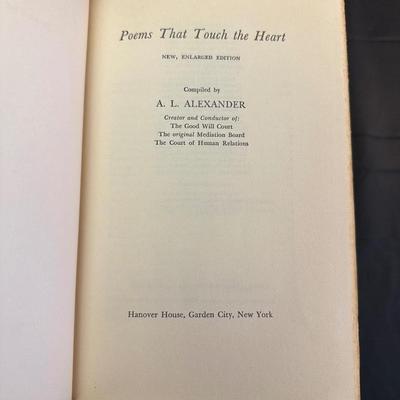 Poems That Touch the Heart
NEW, ENLARGED EDITION
Compiled by
A. L. ALEXANDER
Creator and Conductor of:
The Good Will Court
The original Mediation Board
The Court of Human Relations
Hanover House, Garden City, New York